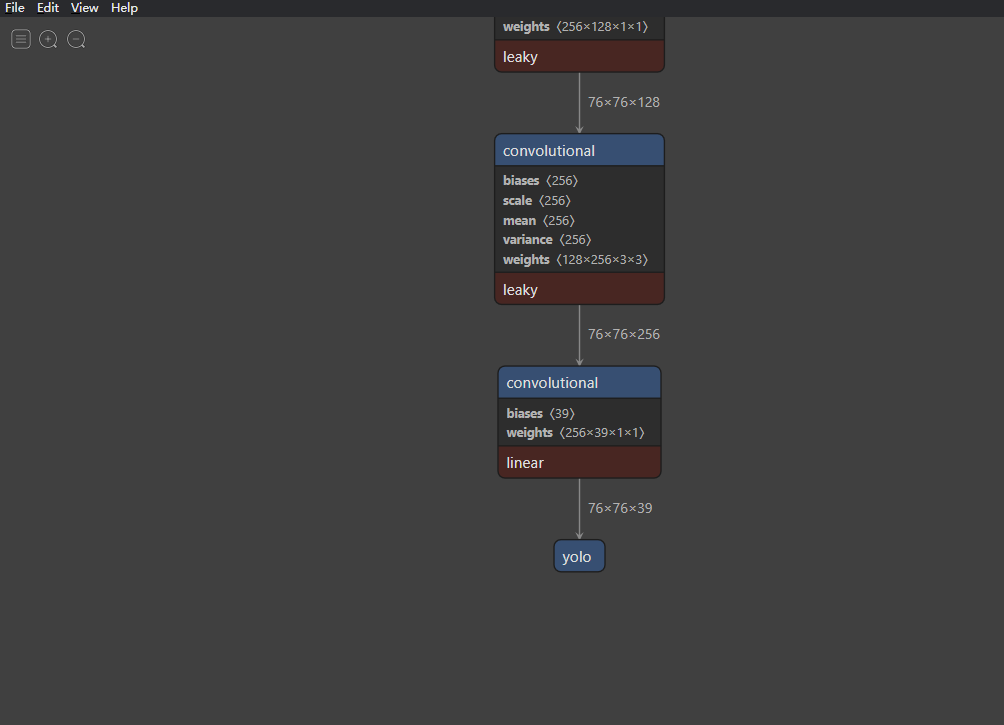 File Edit View Help
weights 〈256×128×1×1〉
leaky
76×76×128
convolutional
biases 〈256〉
scale 〈256〉
mean 〈256〉
variance 〈256〉
weights 〈128×256×3×3〉
leaky
76×76×256
convolutional
biases 〈39〉
weights 〈256×39×1×1〉
linear
76×76×39
yolo